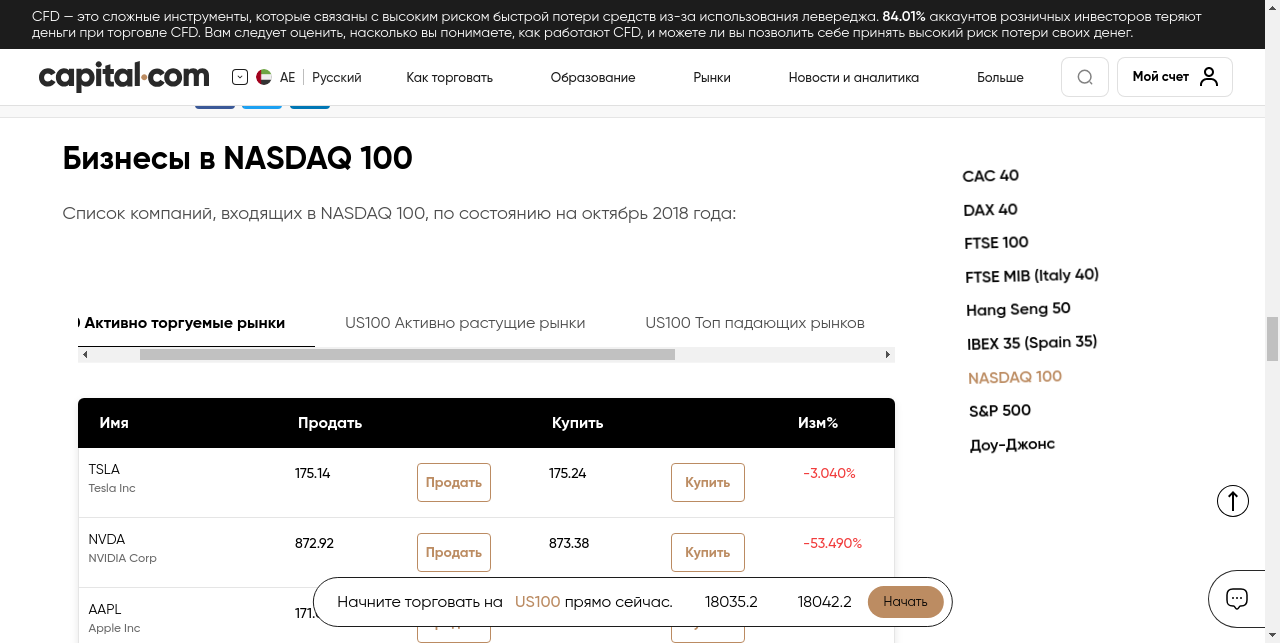 CFD — это сложные инструменты, которые связаны с высоким риском быстрой потери средств из-за использования левереджа. 84.01% аккаунтов розничных инвесторов теряют
деньги при торговле CFD. Вам следует оценить, насколько вы понимаете, как работают CFD, и можете ли вы позволить себе принять высокий риск потери своих денег.
capital.com AE Русский Как торговать Образование Рынки Новости и аналитика Больше Мой счет
Бизнесы в NASDAQ 100
Список компаний, входящих в NASDAQ 100, по состоянию на октябрь 2018 года:
Активно торгуемые рынки US100 Активно растущие рынки US100 Топ падающих рынков
Имя Продать Купить Изм%
TSLA 175.14 Продать 175.24 Купить -3.040%
Tesla Inc
NVDA 872.92 Продать 873.38 Купить -53.490%
NVIDIA Corp
AAPL
Apple Inc
CAC 40
DAX 40
FTSE 100
FTSE MIB (Italy 40)
Hang Seng 50
IBEX 35 (Spain 35)
NASDAQ 100
S&P 500
Доу-Джонс
Начните торговать на US100 прямо сейчас. 18035.2 18042.2 Начать